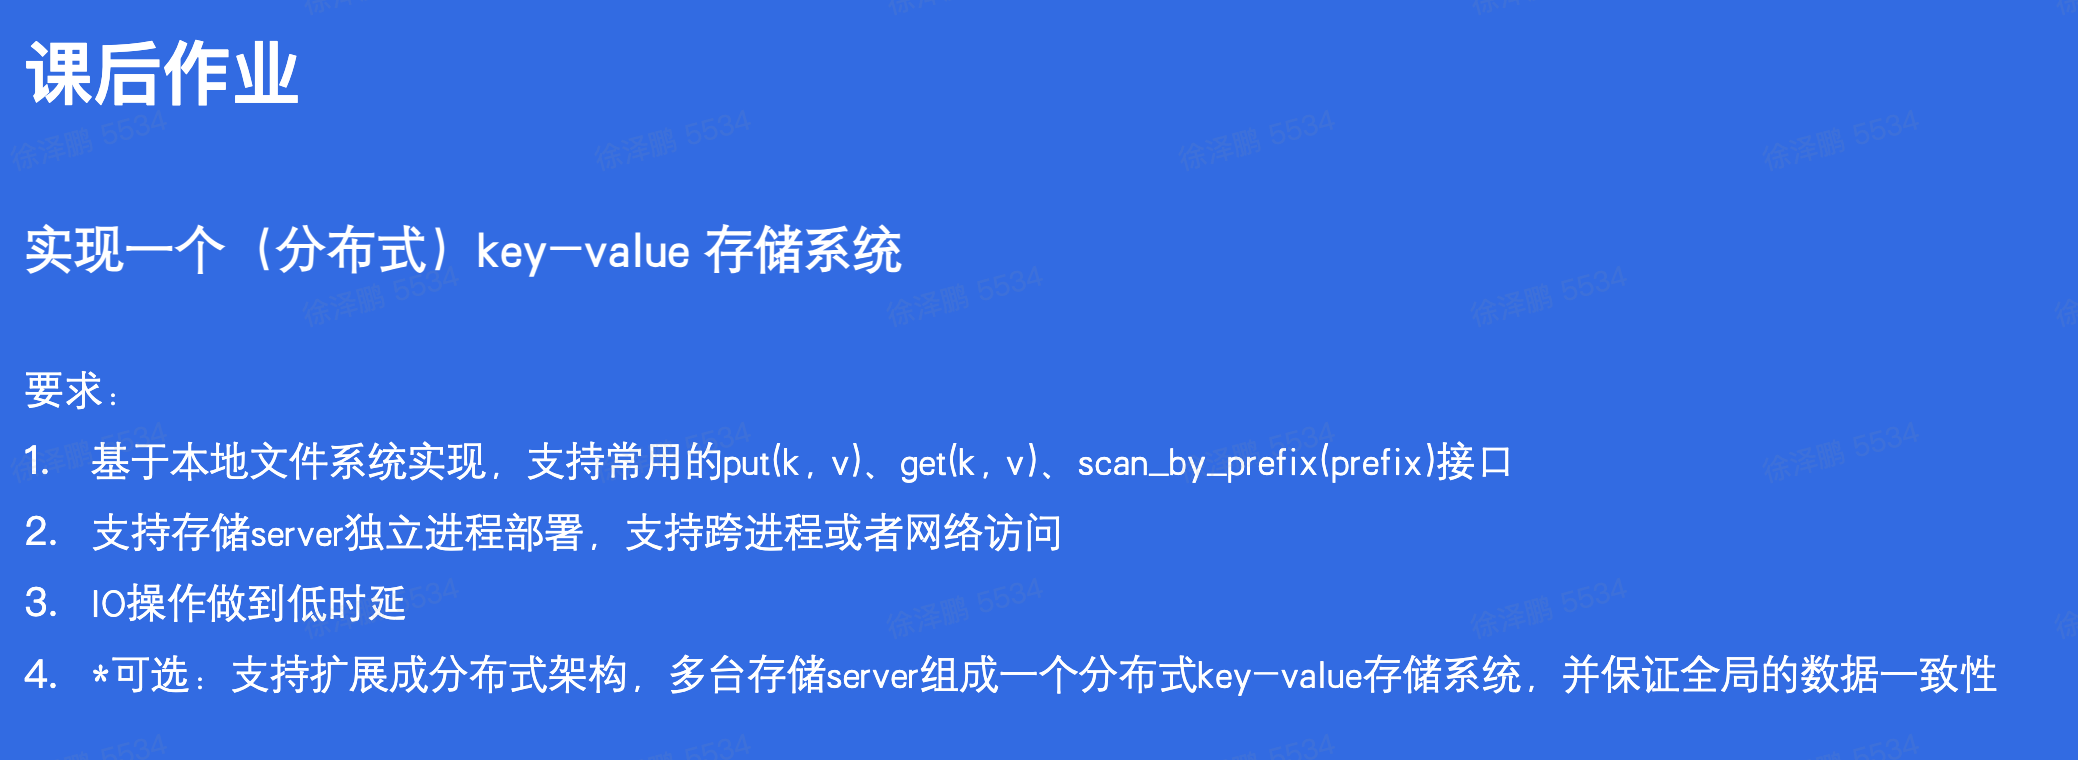 课后作业
实现一个（分布式）key-value 存储系统
要求：
1. 基于本地文件系统实现，支持常用的put(k, v)、get(k, v)、scan_by_prefix(prefix)接口
2. 支持存储server独立进程部署，支持跨进程或者网络访问
3. IO操作做到低时延
4. *可选：支持扩展成分布式架构，多台存储server组成一个分布式key-value存储系统，并保证全局的数据一致性
徐泽鹏 5534